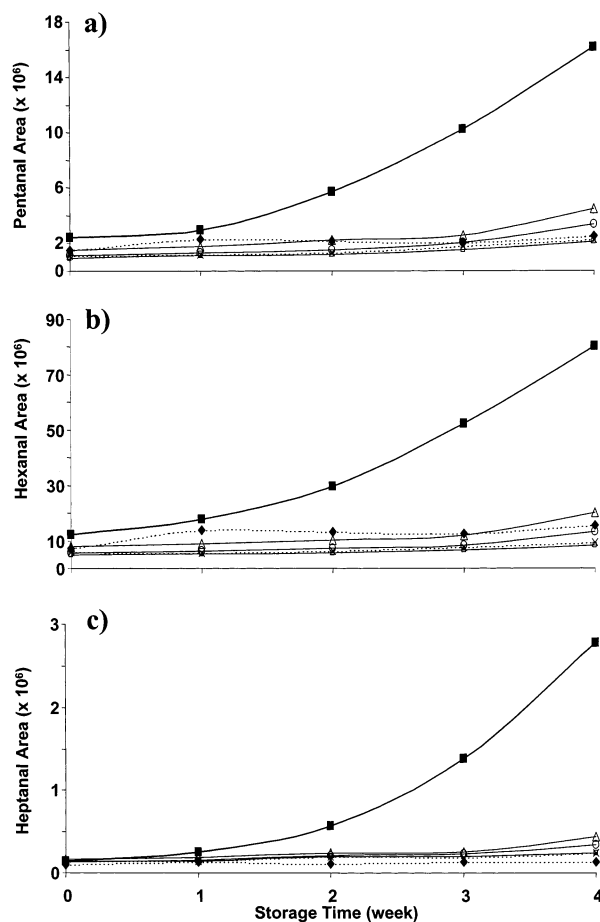 a)
Pentanal Area (x 10⁶)
18
14
10
6
2
0
b)
Hexanal Area (x 10⁶)
90
70
50
30
10
0
c)
Heptanal Area (x 10⁶)
3
2
1
0
0 1 2 3 4
Storage Time (week)